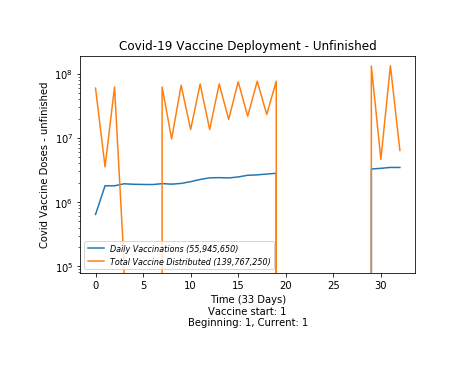 Covid-19 Vaccine Deployment - Unfinished
Covid Vaccine Doses - unfinished
10⁸
10⁷
10⁶
10⁵
Daily Vaccinations (55,945,650)
Total Vaccine Distributed (139,767,250)
0 5 10 15 20 25 30
Time (33 Days)
Vaccine start: 1
Beginning: 1, Current: 1